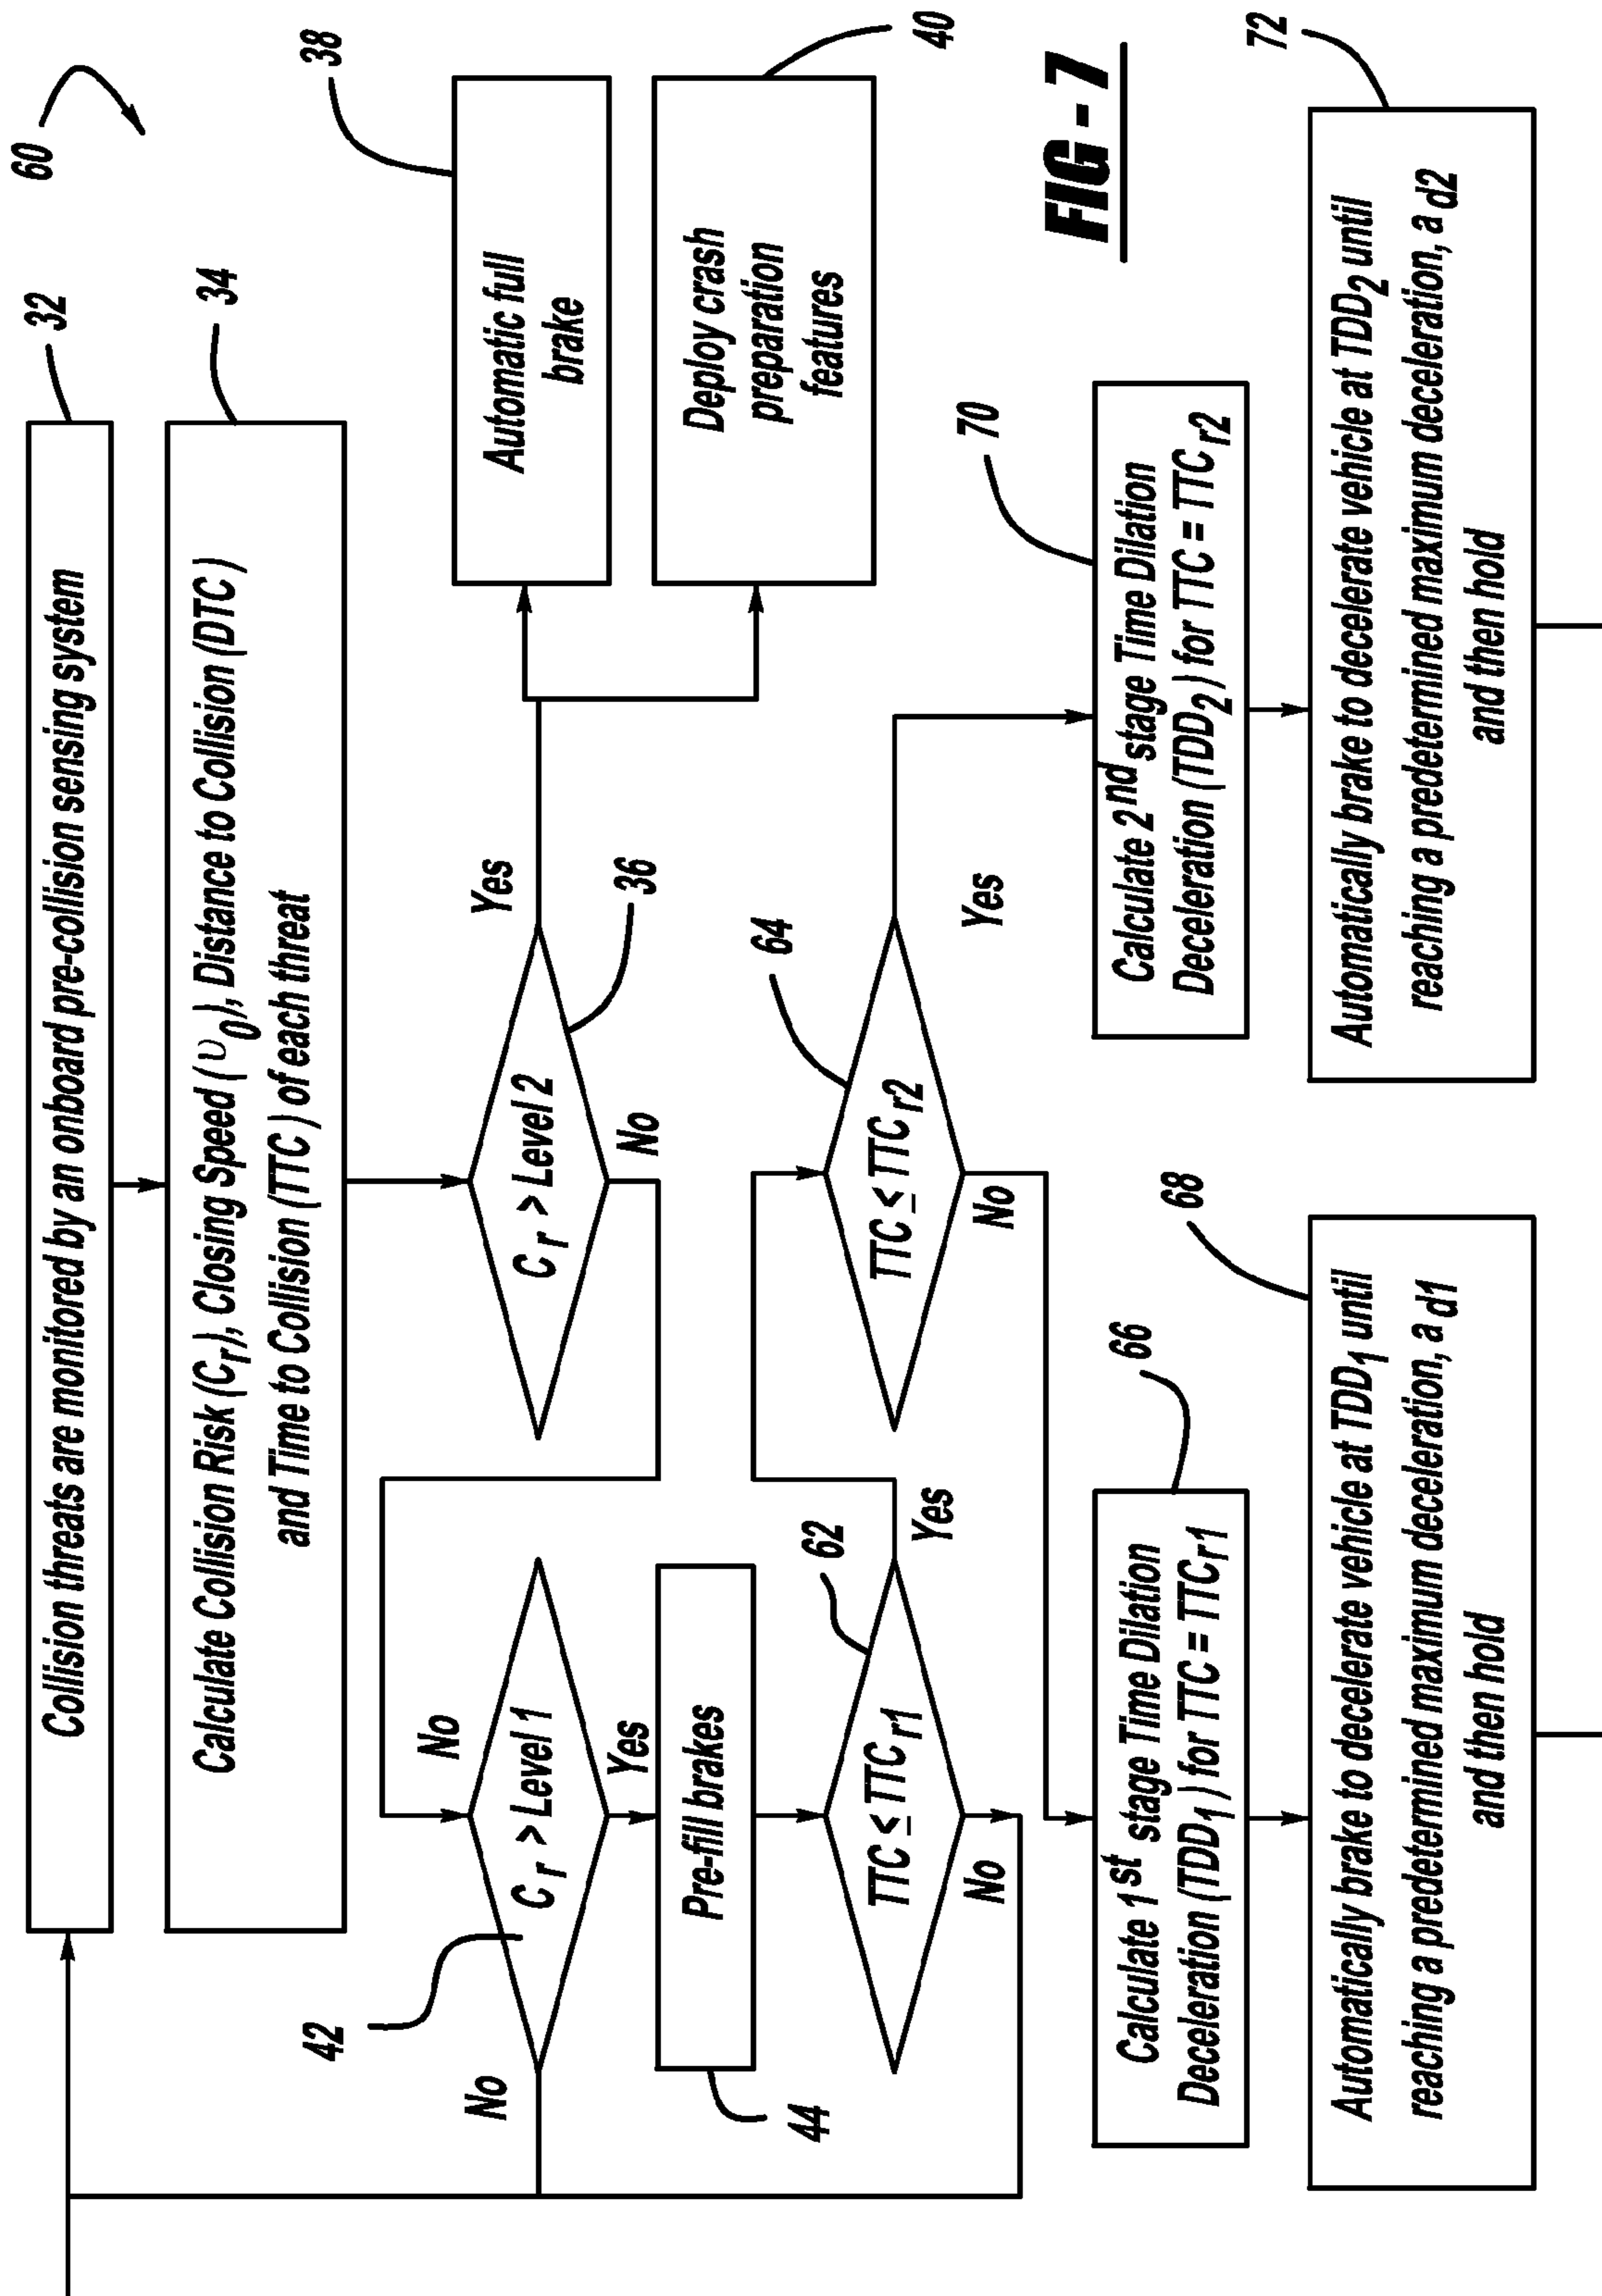 60
32
Collision threats are monitored by an onboard pre-collision sensing system
34
Calculate Collision Risk (Cr), Closing Speed (υ0), Distance to Collision (DTC)
and Time to Collision (TTC) of each threat
36
Cr > Level 2
Yes
No
38
Automatic full
brake
40
Deploy crash
preparation
features
42
No
Cr > Level 1
No
Yes
44
Pre-fill brakes
62
TTC ≤ TTCr1
Yes
No
64
TTC ≤ TTCr2
Yes
No
66
Calculate 1st stage Time Dilation
Deceleration (TDD1) for TTC = TTCr1
68
Automatically brake to decelerate vehicle at TDD1 until
reaching a predetermined maximum deceleration, a d1
and then hold
70
Calculate 2nd stage Time Dilation
Deceleration (TDD2) for TTC = TTCr2
72
Automatically brake to decelerate vehicle at TDD2 until
reaching a predetermined maximum deceleration, a d2
and then hold
FIG - 7